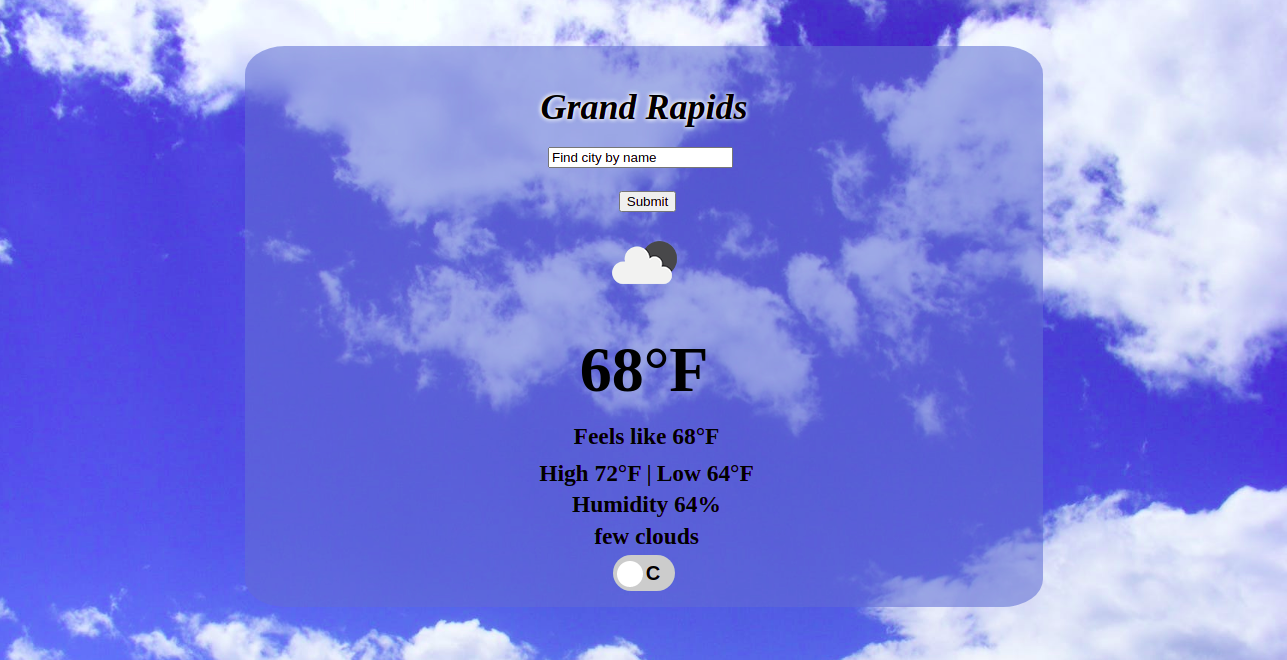 Grand Rapids
Find city by name
Submit
68°F
Feels like 68°F
High 72°F | Low 64°F
Humidity 64%
few clouds
C